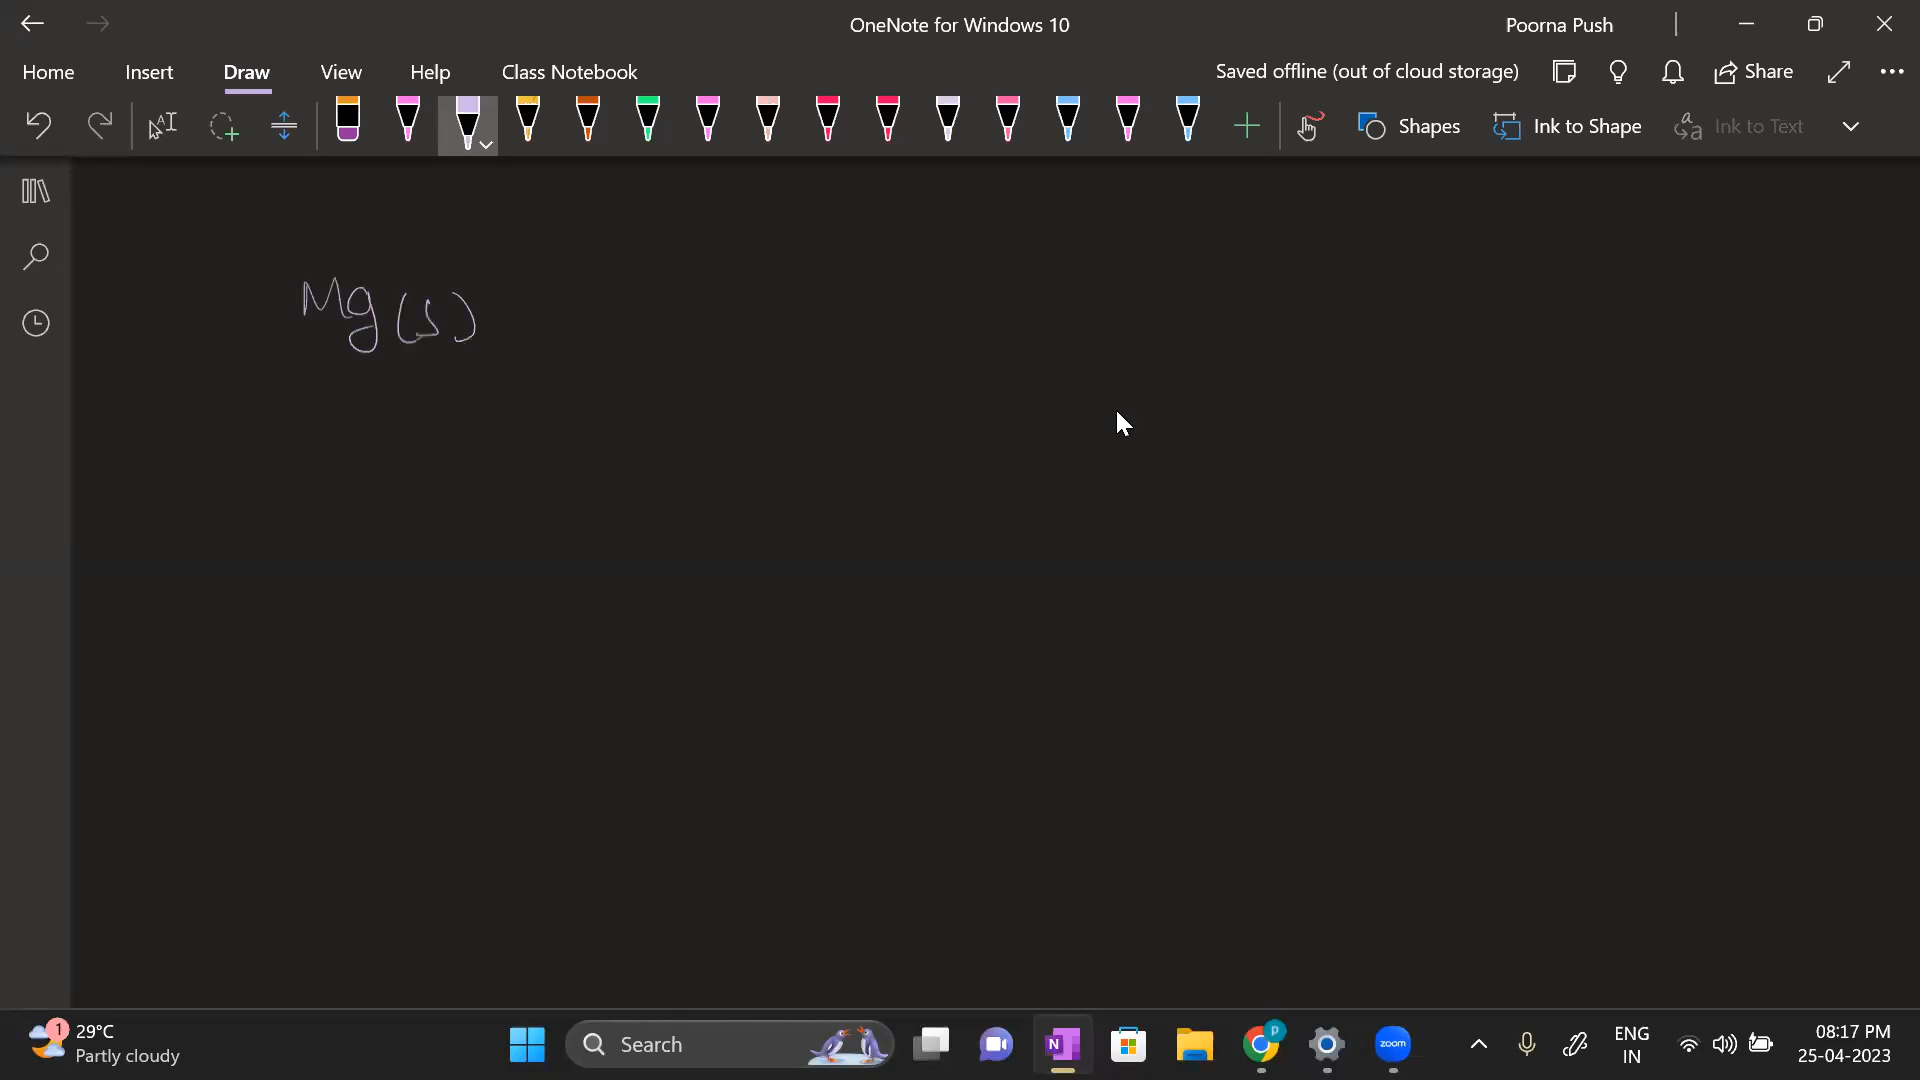 OneNote for Windows 10
Poorna Push
Home Insert Draw View Help Class Notebook
Saved offline (out of cloud storage)
Share
Shapes
Ink to Shape
Ink to Text
Mg(s)
1
29°C
Partly cloudy
Search
N
P
zoom
ENG
IN
08:17 PM
25-04-2023